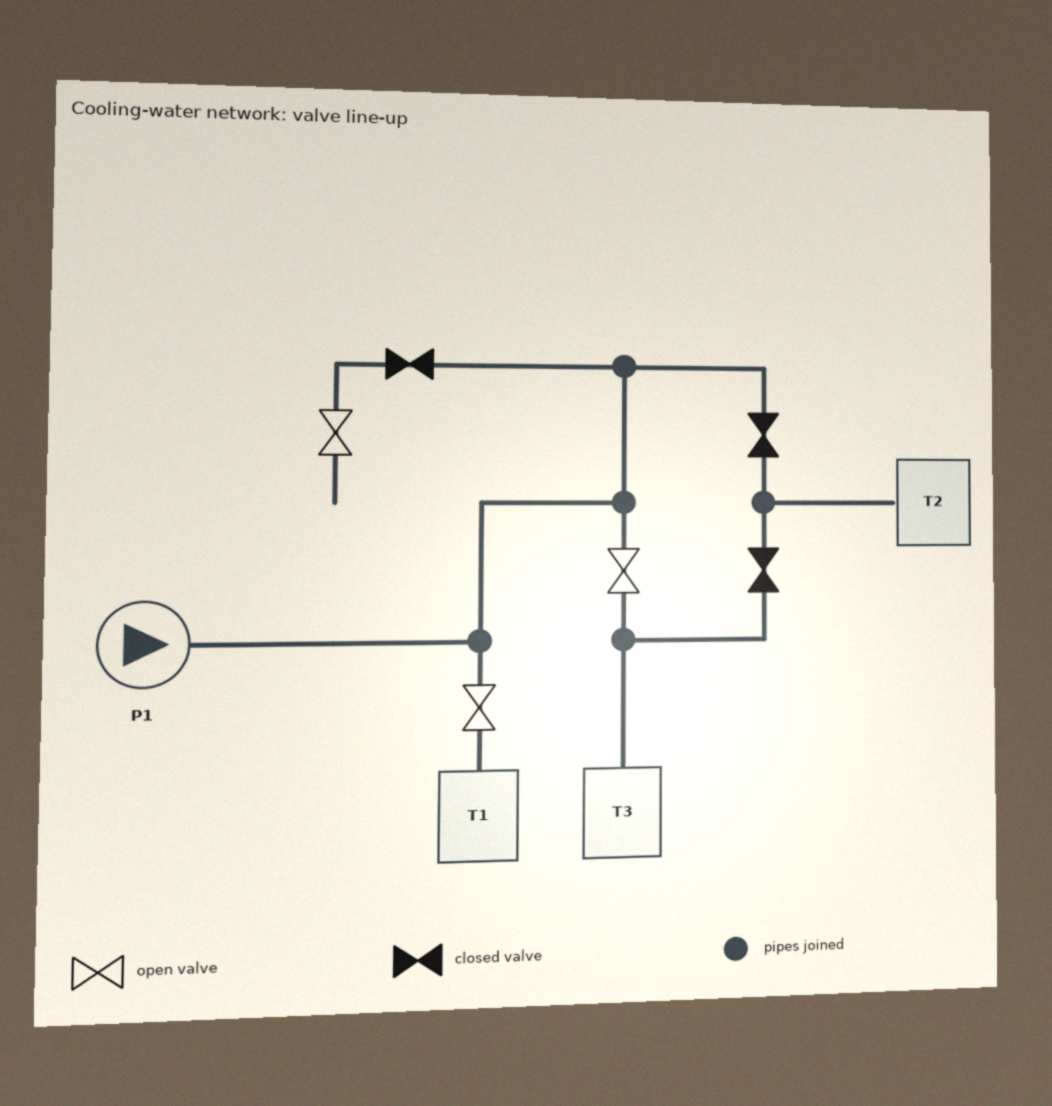 Cooling-water network: valve line-up
T2
P1
T1
T3
open valve
closed valve
pipes joined